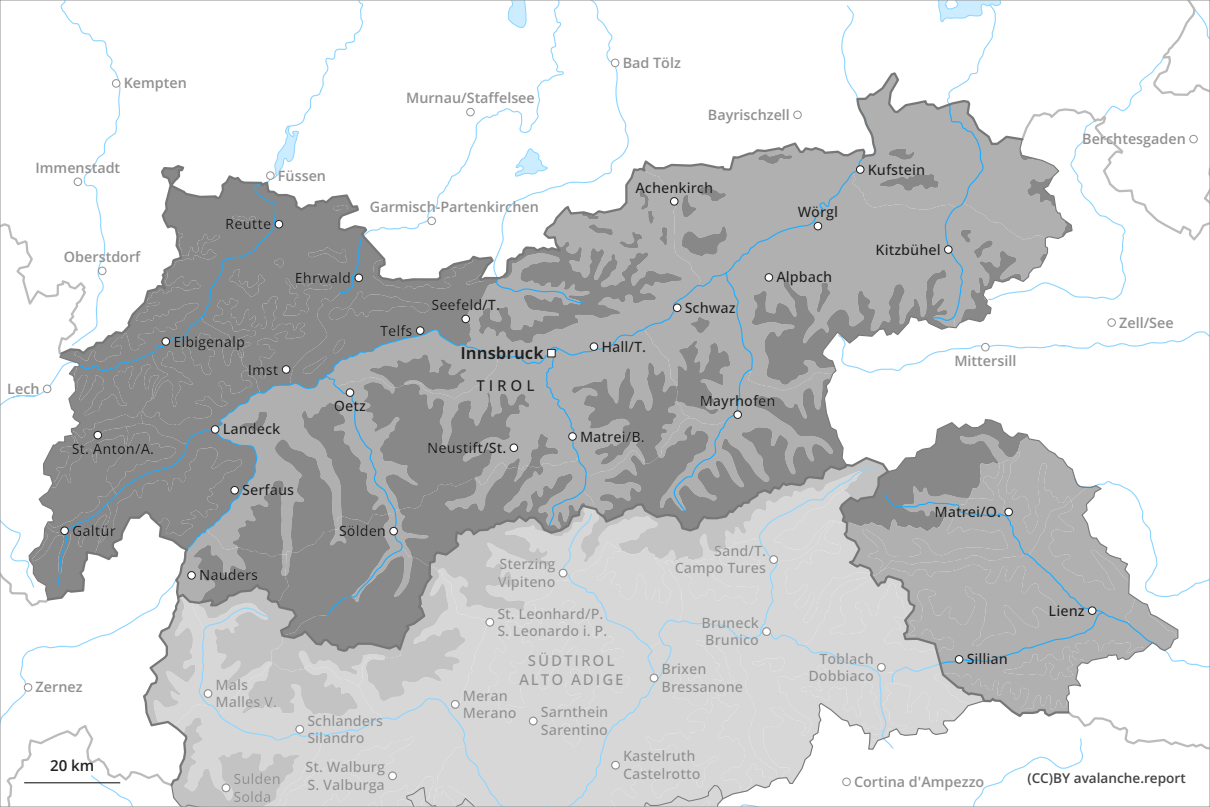 Bad Tölz
Kempten
Murnau/Staffelsee
Bayrischzell
Berchtesgaden
Immenstadt
Füssen
Kufstein
Achenkirch
Garmisch-Partenkirchen
Wörgl
Reutte
Kitzbühel
Oberstdorf
Ehrwald
Alpbach
Seefeld/T.
Schwaz
Zell/See
Telfs
Elbigenalp
Innsbruck
Hall/T.
Mittersill
Imst
TIROL
Lech
Oetz
Mayrhofen
Landeck
Matrei/B.
St. Anton/A.
Neustift/St.
Serfaus
Matrei/O.
Galtür
Sölden
Sand/T.
Campo Tures
Sterzing
Vipiteno
Nauders
Lienz
St. Leonhard/P.
S. Leonardo i. P.
Bruneck
Brunico
SÜDTIROL
ALTO ADIGE
Toblach
Dobbiaco
Sillian
Brixen
Bressanone
Zernez
Mals
Malles V.
Meran
Merano
Sarnthein
Sarentino
Schlanders
Silandro
Kastelruth
Castelrotto
St. Walburg
S. Valburga
20 km
Sulden
Solda
Cortina d'Ampezzo
(CC)BY avalanche.report